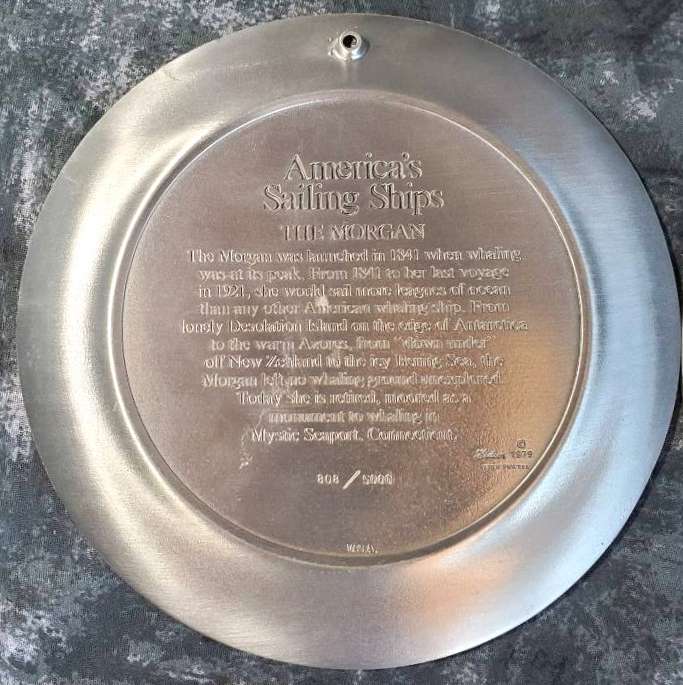 America's
Sailing Ships
THE MORGAN
The Morgan was launched in 1841 when whaling
was at its peak. From 1841 to her last voyage
in 1921, she would sail more leagues of ocean
than any other American whaling ship. From
lonely Desolation Island on the edge of Antarctica
to the warm Azores, from "down under"
off New Zealand to the icy Bering Sea, the
Morgan left no whaling ground unexplored.
Today she is retired, moored as a
monument to whaling in
Mystic Seaport, Connecticut.
©
1979
808/5000
U.S.A.